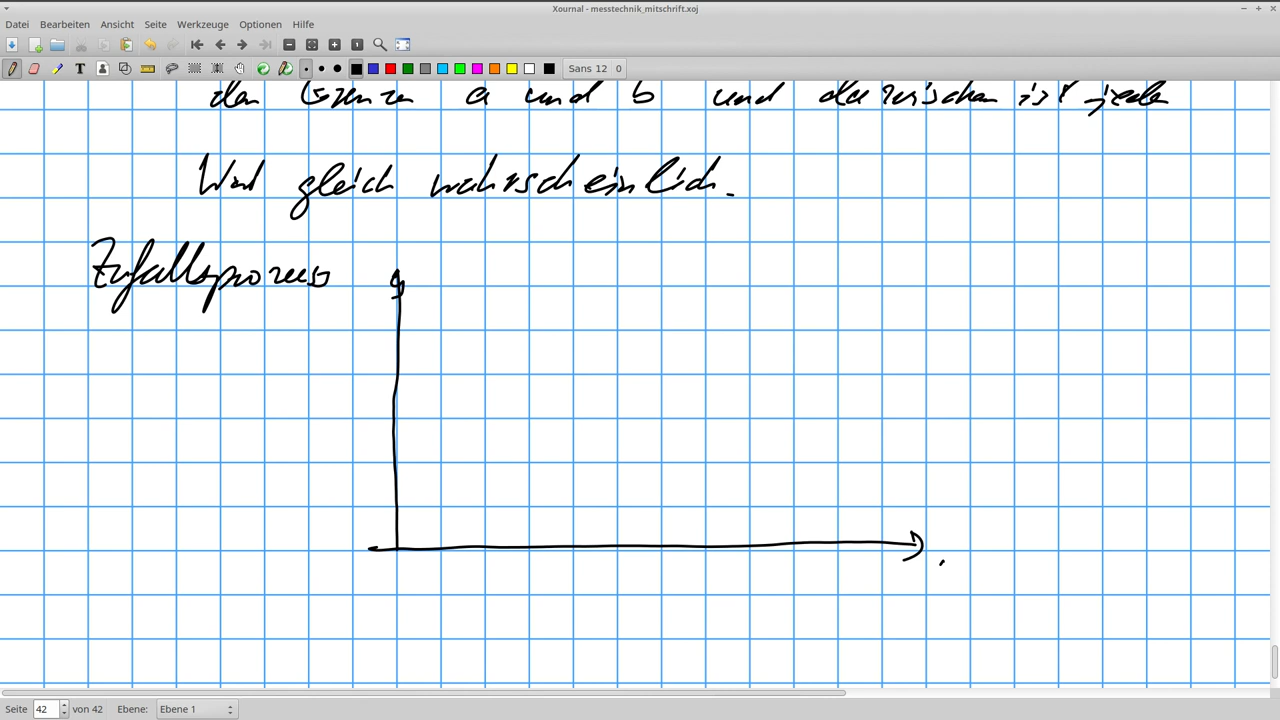 Xournal - messtechnik_mitschrift.xoj
Datei Bearbeiten Ansicht Seite Werkzeuge Optionen Hilfe
Sans 12 0
den Grenzen a und b und dazwischen ist jeder
Wert gleich wahrscheinlich.
Zufallsprozess
Seite 42 von 42 Ebene: Ebene 1